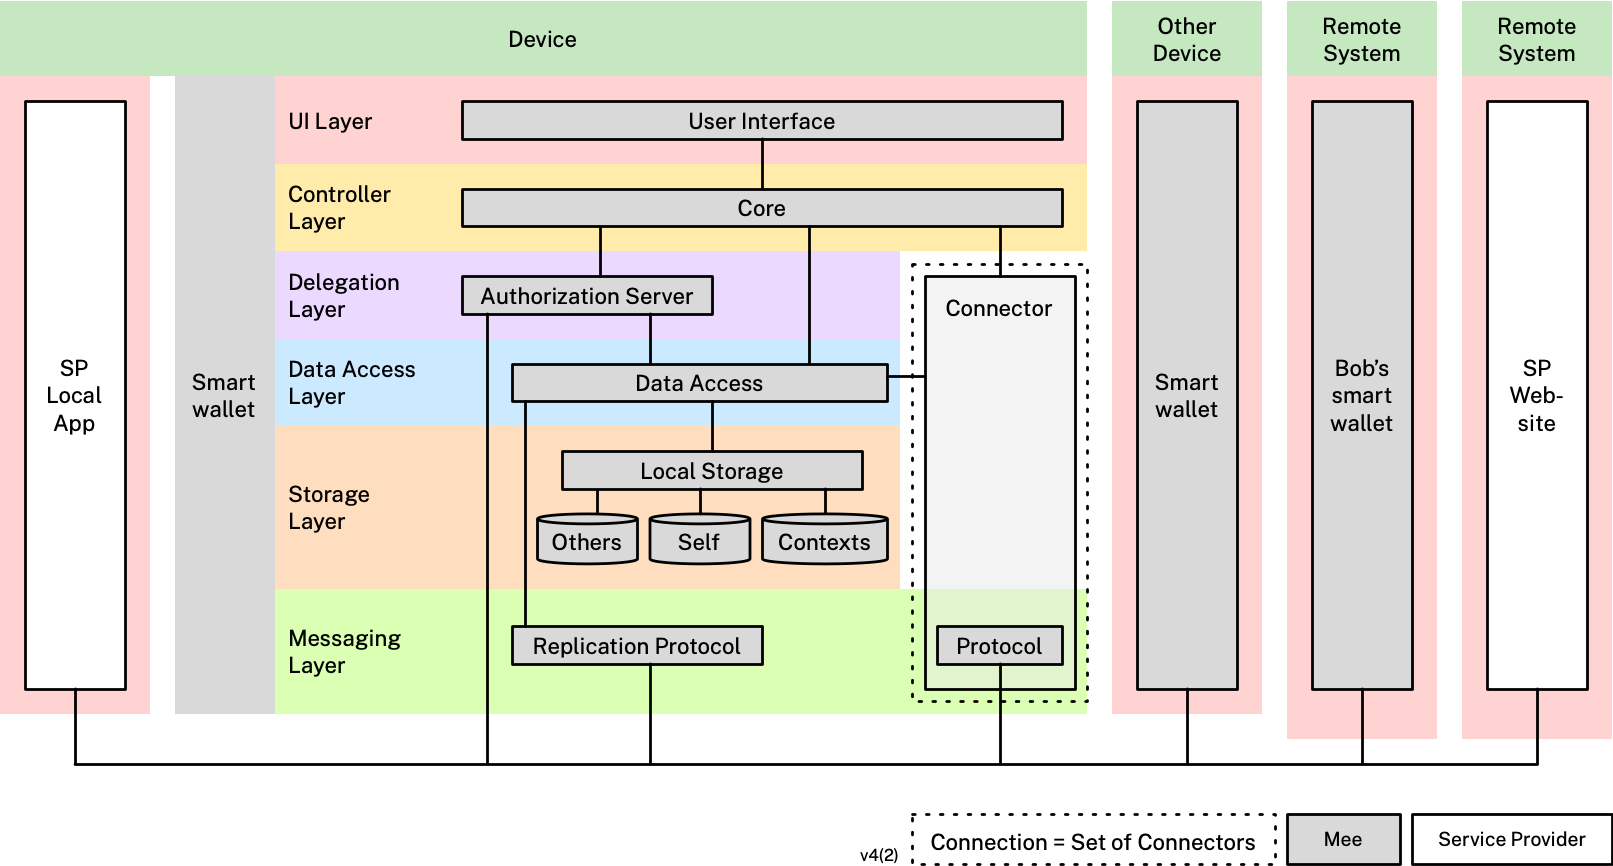 Device
Other
Device
Remote
System
Remote
System
UI Layer
User Interface
Controller
Layer
Core
Delegation
Layer
Authorization Server
Connector
SP
Local
App
Smart
wallet
Data Access
Layer
Data Access
Smart
wallet
Bob's
smart
wallet
SP
Web-
site
Storage
Layer
Local Storage
Others
Self
Contexts
Messaging
Layer
Replication Protocol
Protocol
v4(2)
Connection = Set of Connectors
Mee
Service Provider